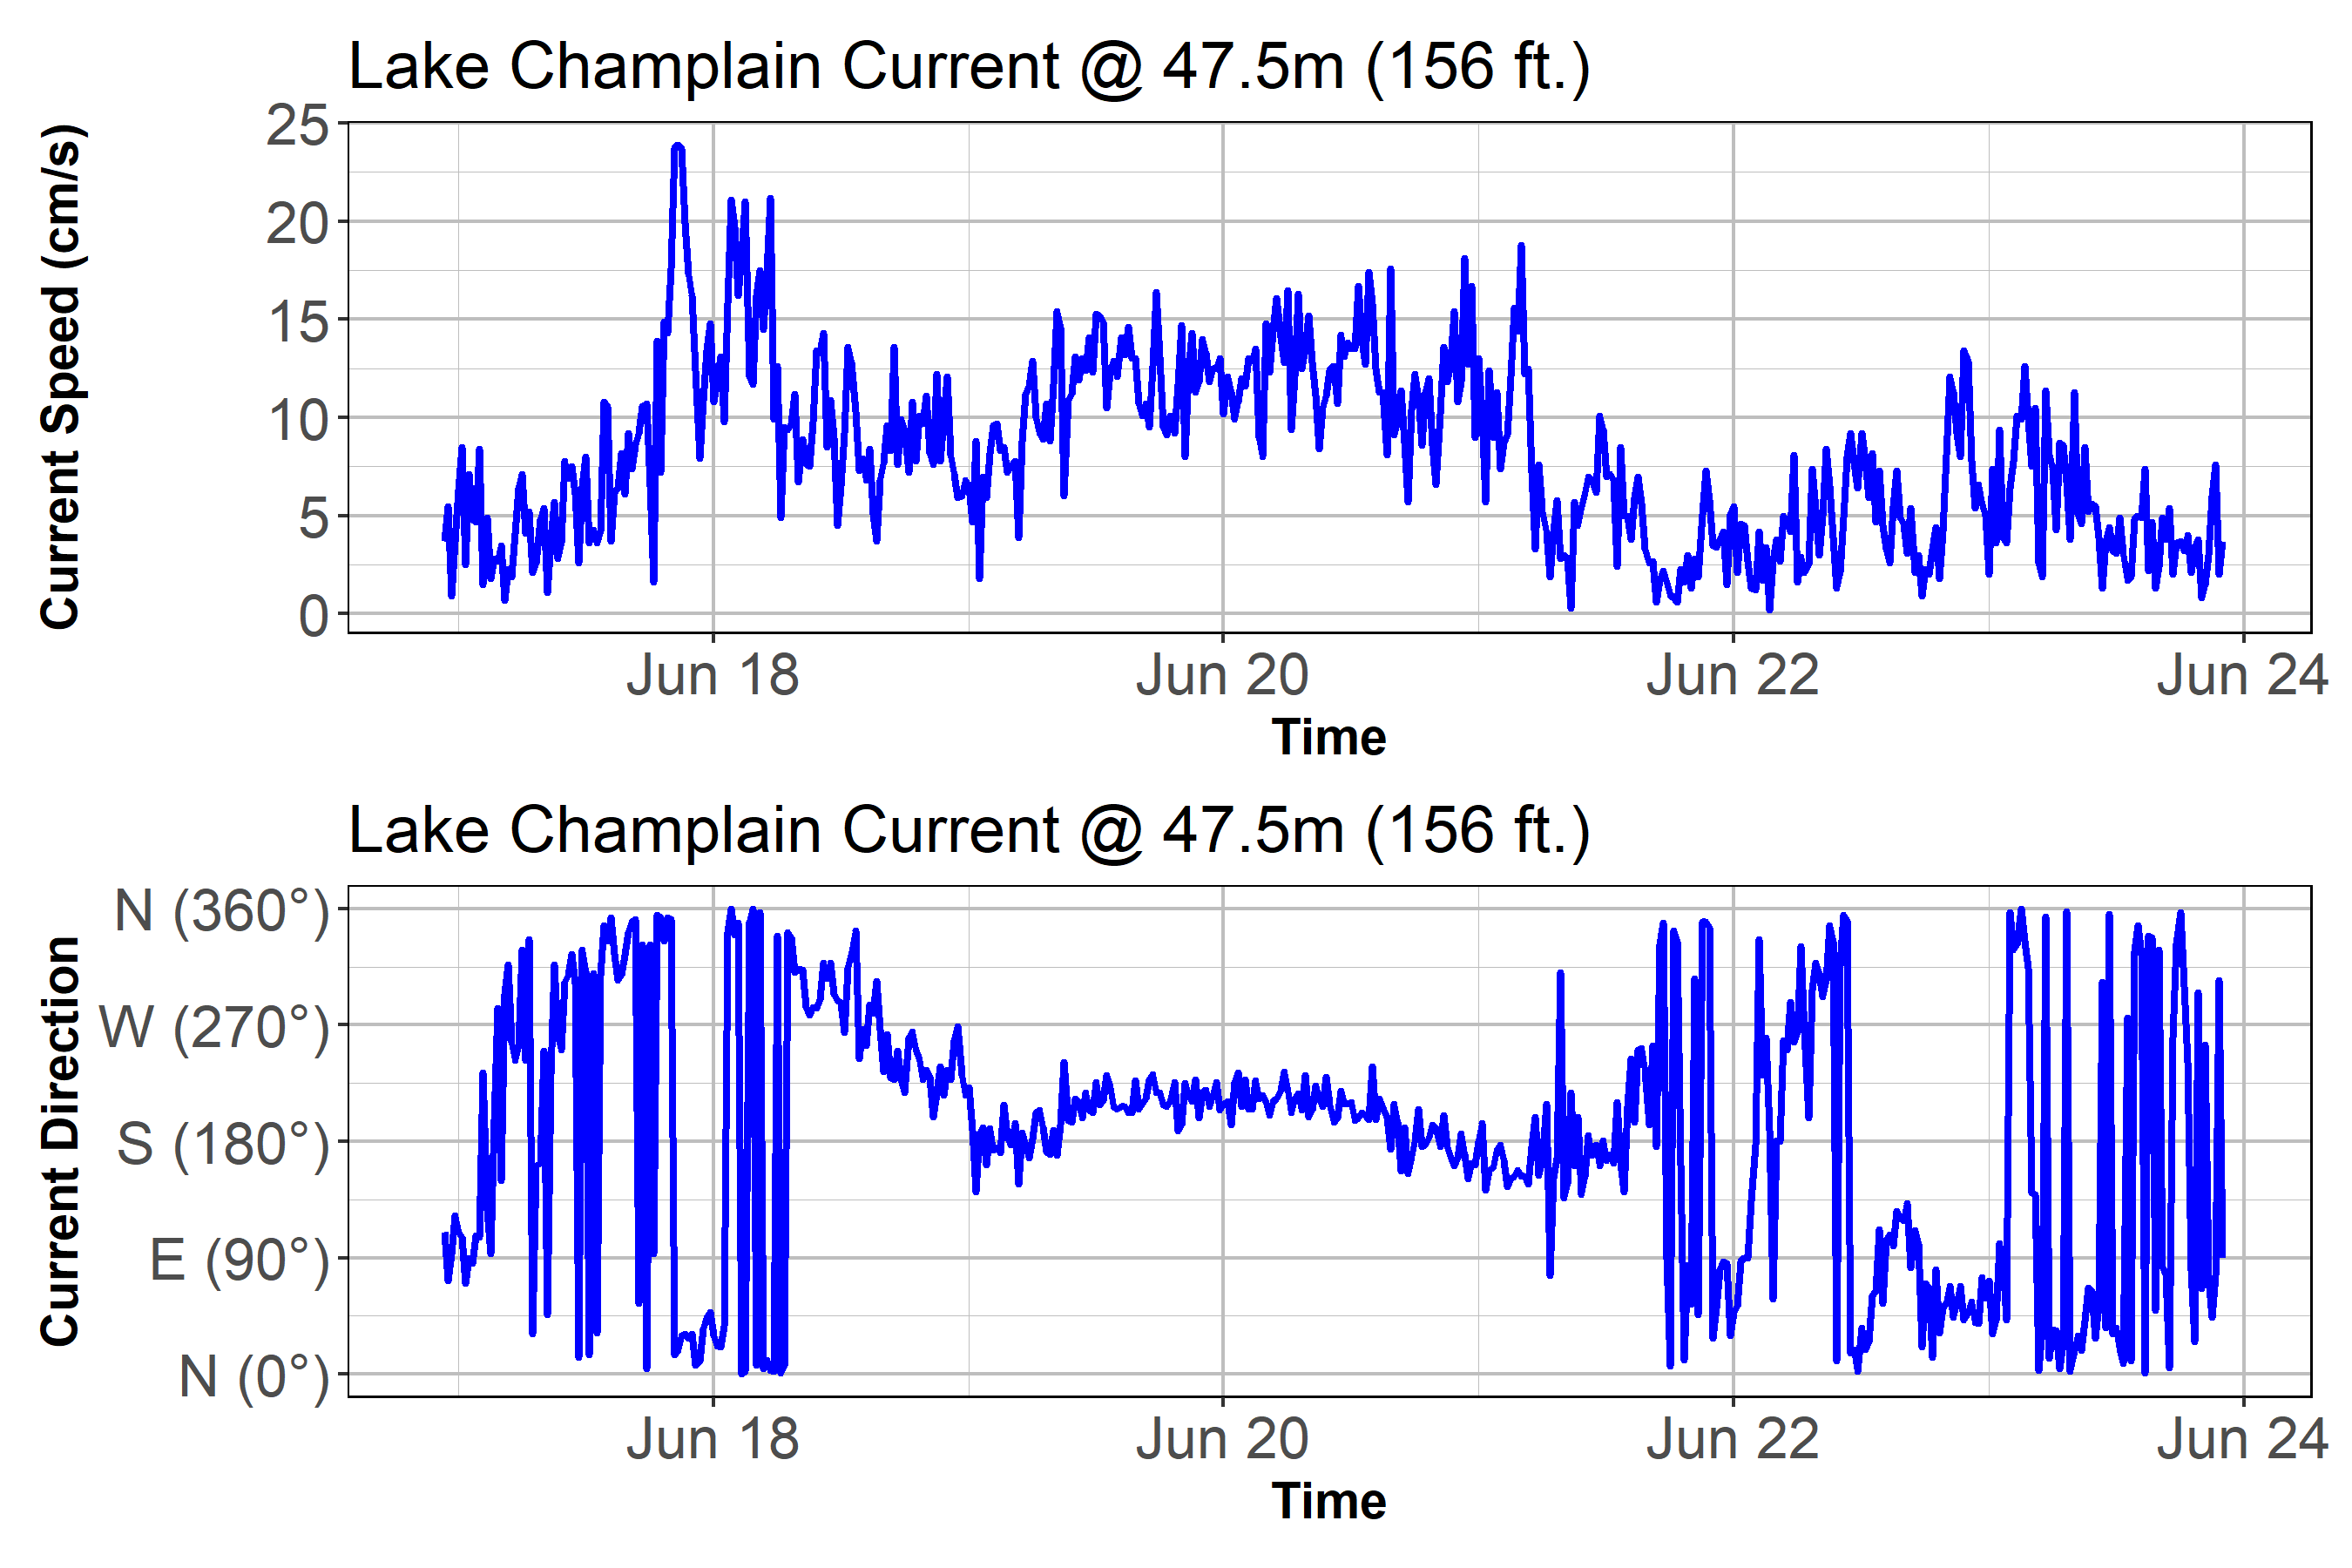 Lake Champlain Current @ 47.5m (156 ft.)
Current Speed (cm/s)
25
20
15
10
5
0
Jun 18
Jun 20
Jun 22
Jun 24
Time
Lake Champlain Current @ 47.5m (156 ft.)
Current Direction
N (360°)
W (270°)
S (180°)
E (90°)
N (0°)
Jun 18
Jun 20
Jun 22
Jun 24
Time